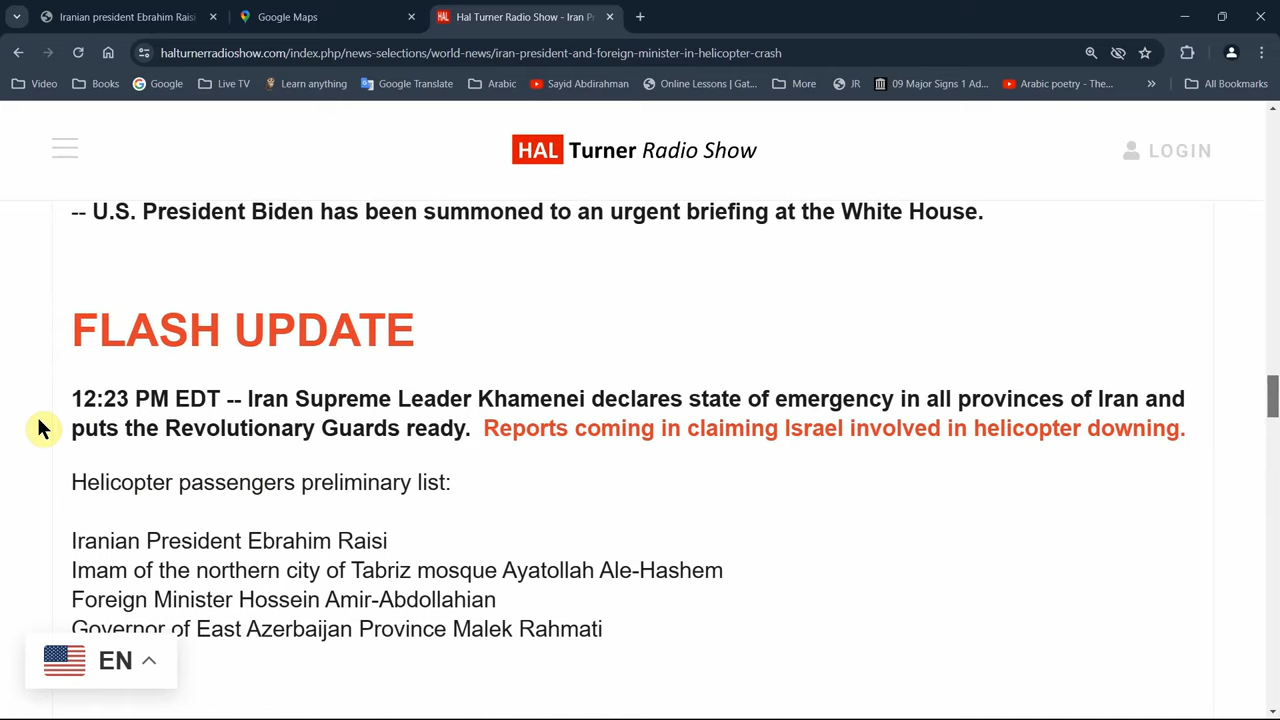 Iranian president Ebrahim Raisi
Google Maps
Hal Turner Radio Show - Iran Pr
halturnerradioshow.com/index.php/news-selections/world-news/iran-president-and-foreign-minister-in-helicopter-crash
Video Books Google Live TV Learn anything Google Translate Arabic Sayid Abdirahman Online Lessons | Gat... More JR 09 Major Signs 1 Ad... Arabic poetry - The... » All Bookmarks
HAL Turner Radio Show
LOGIN
-- U.S. President Biden has been summoned to an urgent briefing at the White House.
FLASH UPDATE
12:23 PM EDT -- Iran Supreme Leader Khamenei declares state of emergency in all provinces of Iran and
puts the Revolutionary Guards ready. Reports coming in claiming Israel involved in helicopter downing.
Helicopter passengers preliminary list:
Iranian President Ebrahim Raisi
Imam of the northern city of Tabriz mosque Ayatollah Ale-Hashem
Foreign Minister Hossein Amir-Abdollahian
Governor of East Azerbaijan Province Malek Rahmati
EN